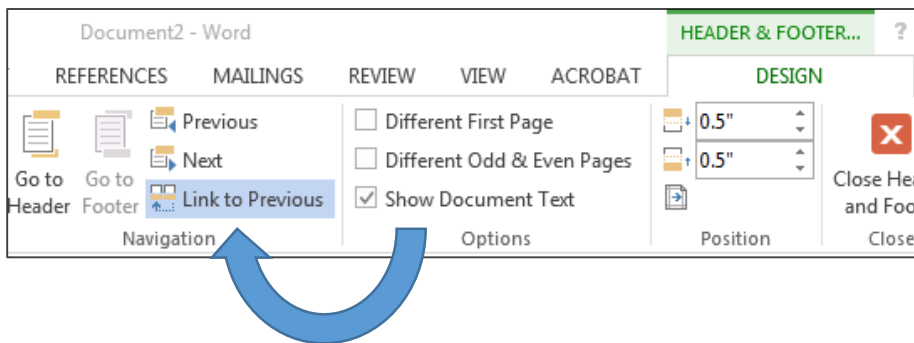 Document2 - Word
HEADER & FOOTER... ?
REFERENCES MAILINGS REVIEW VIEW ACROBAT DESIGN
Go to Header
Go to Footer
Previous
Next
Link to Previous
Navigation
Different First Page
Different Odd & Even Pages
Show Document Text
Options
0.5"
0.5"
Position
Close Hea
and Foo
Close